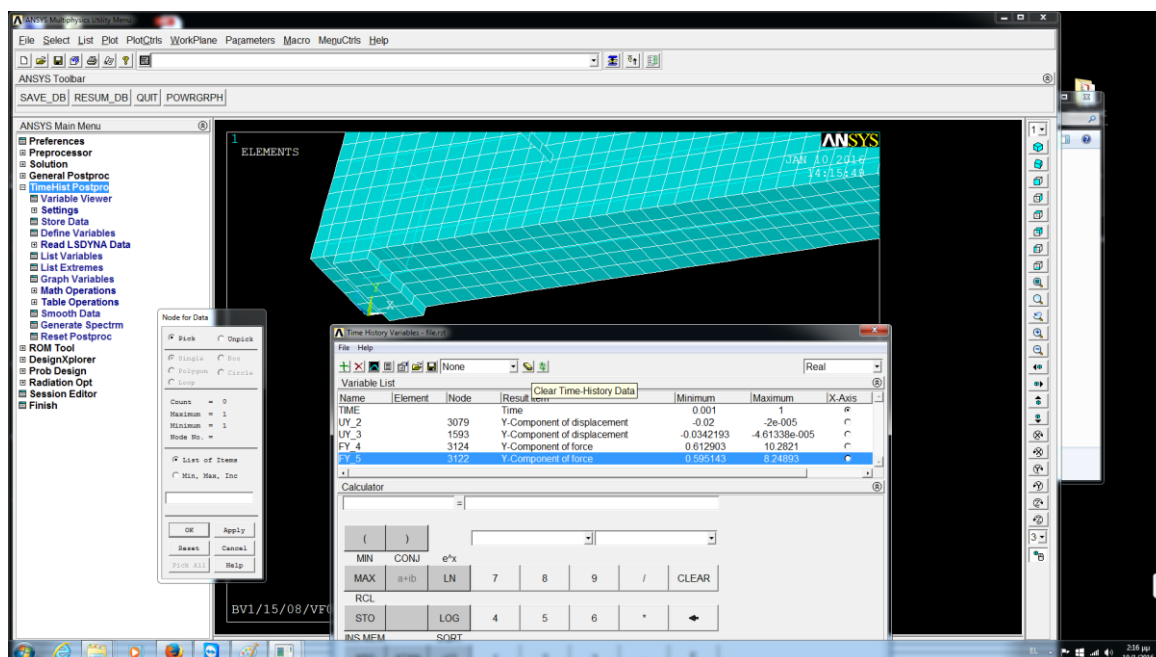 ANSYS Multiphysics Utility Menu
File Select List Plot PlotCtrls WorkPlane Parameters Macro MenuCtrls Help
ANSYS Toolbar
SAVE_DB RESUM_DB QUIT POWRGRPH
ANSYS Main Menu
Preferences
Preprocessor
Solution
General Postproc
TimeHist Postpro
Variable Viewer
Settings
Store Data
Define Variables
Read LSDYNA Data
List Variables
List Extremes
Graph Variables
Math Operations
Table Operations
Smooth Data
Generate Spectrm
Reset Postproc
ROM Tool
DesignXplorer
Prob Design
Radiation Opt
Session Editor
Finish
1
ELEMENTS
ANSYS
JAN 10 2016
14:15:49
Y
X
BV1/15/08/VF
1
3
Node for Data
Pick Unpick
Single Box
Polygon Circle
Loop
Count = 0
Maximum = 1
Minimum = 1
Node No. =
List of Items
Min, Max, Inc
OK Apply
Reset Cancel
Pick All Help
Time History Variables - file.rst
File Help
None Real
Variable List
Clear Time-History Data
Name Element Node Result Item Minimum Maximum X-Axis
TIME Time 0.001 1
UY_2 3079 Y-Component of displacement -0.02 -2e-005
UY_3 1593 Y-Component of displacement -0.0342193 -4.61338e-005
FY_4 3124 Y-Component of force 0.612903 10.2821
FY_5 3122 Y-Component of force 0.595143 8.24893
Calculator
=
( )
MIN CONJ e^x
MAX a+ib LN 7 8 9 / CLEAR
RCL
STO LOG 4 5 6 *
INS MEM SQRT
EL 2:16 μμ